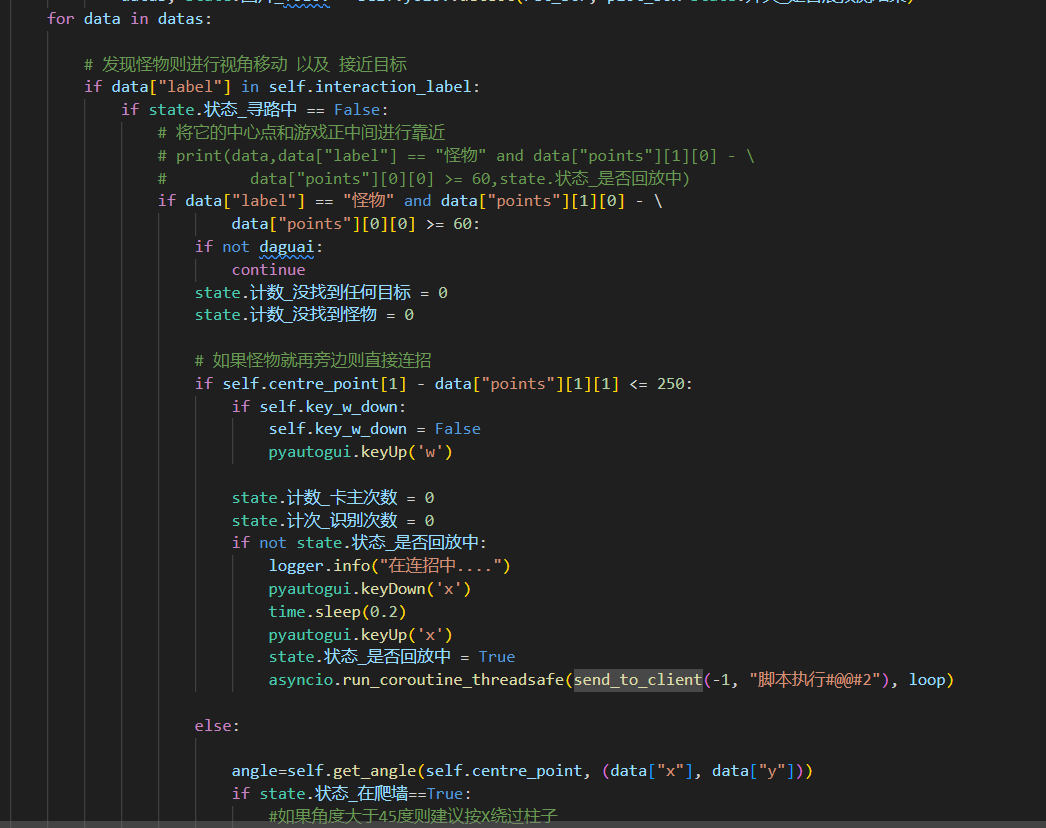 for data in datas:
# 发现怪物则进行视角移动 以及 接近目标
if data["label"] in self.interaction_label:
if state.状态_寻路中 == False:
# 将它的中心点和游戏正中间进行靠近
# print(data,data["label"] == "怪物" and data["points"][1][0] - \
#         data["points"][0][0] >= 60,state.状态_是否回放中)
if data["label"] == "怪物" and data["points"][1][0] - \
data["points"][0][0] >= 60:
if not daguai:
continue
state.计数_没找到任何目标 = 0
state.计数_没找到怪物 = 0
# 如果怪物就再旁边则直接连招
if self.centre_point[1] - data["points"][1][1] <= 250:
if self.key_w_down:
self.key_w_down = False
pyautogui.keyUp('w')
state.计数_卡主次数 = 0
state.计次_识别次数 = 0
if not state.状态_是否回放中:
logger.info("在连招中....")
pyautogui.keyDown('x')
time.sleep(0.2)
pyautogui.keyUp('x')
state.状态_是否回放中 = True
asyncio.run_coroutine_threadsafe(send_to_client(-1, "脚本执行#@@#2"), loop)
else:
angle=self.get_angle(self.centre_point, (data["x"], data["y"]))
if state.状态_在爬墙==True:
#如果角度大于45度则建议按X绕过柱子